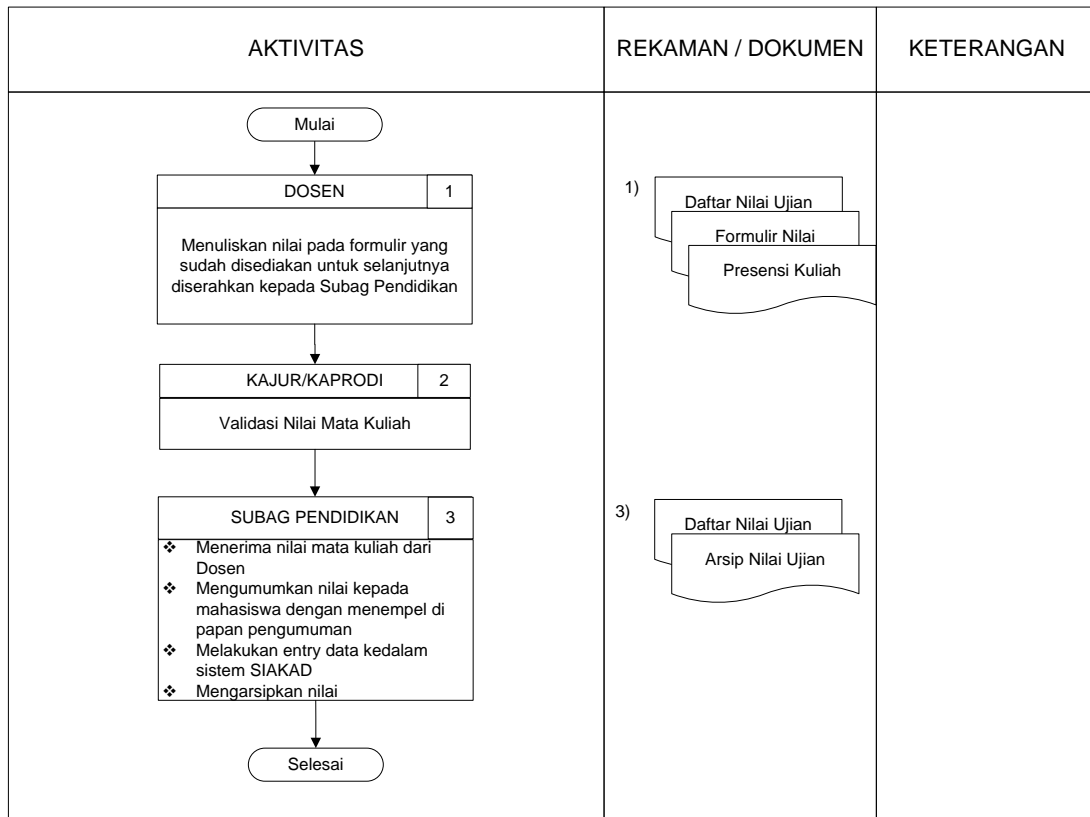 AKTIVITAS
REKAMAN / DOKUMEN
KETERANGAN
Mulai
DOSEN
1
Menuliskan nilai pada formulir yang
sudah disediakan untuk selanjutnya
diserahkan kepada Subag Pendidikan
1)
Daftar Nilai Ujian
Formulir Nilai
Presensi Kuliah
KAJUR/KAPRODI
2
Validasi Nilai Mata Kuliah
SUBAG PENDIDIKAN
3
❖ Menerima nilai mata kuliah dari
Dosen
❖ Mengumumkan nilai kepada
mahasiswa dengan menempel di
papan pengumuman
❖ Melakukan entry data kedalam
sistem SIAKAD
❖ Mengarsipkan nilai
3)
Daftar Nilai Ujian
Arsip Nilai Ujian
Selesai